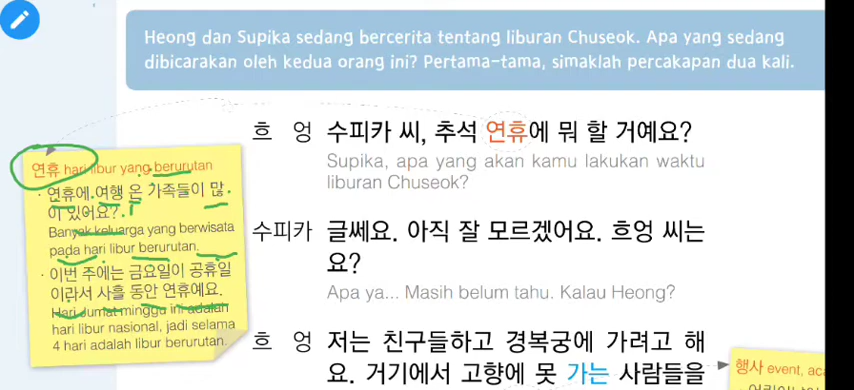 Heong dan Supika sedang bercerita tentang liburan Chuseok. Apa yang sedang
dibicarakan oleh kedua orang ini? Pertama-tama, simaklah percakapan dua kali.
흐 엉 수피카 씨, 추석 연휴에 뭐 할 거예요?
Supika, apa yang akan kamu lakukan waktu
liburan Chuseok?
수피카 글쎄요. 아직 잘 모르겠어요. 흐엉 씨는
요?
Apa ya... Masih belum tahu. Kalau Heong?
흐 엉 저는 친구들하고 경복궁에 가려고 해
요. 거기에서 고향에 못 가는 사람들을
연휴 hari libur yang berurutan
· 연휴에 여행 온 가족들이 많
이 있어요?
Banyak keluarga yang berwisata
pada hari libur berurutan.
· 이번 주에는 금요일이 공휴일
이라서 사흘 동안 연휴예요.
Hari Jumat minggu ini adalah
hari libur nasional, jadi selama
4 hari adalah libur berurutan.
행사 event,